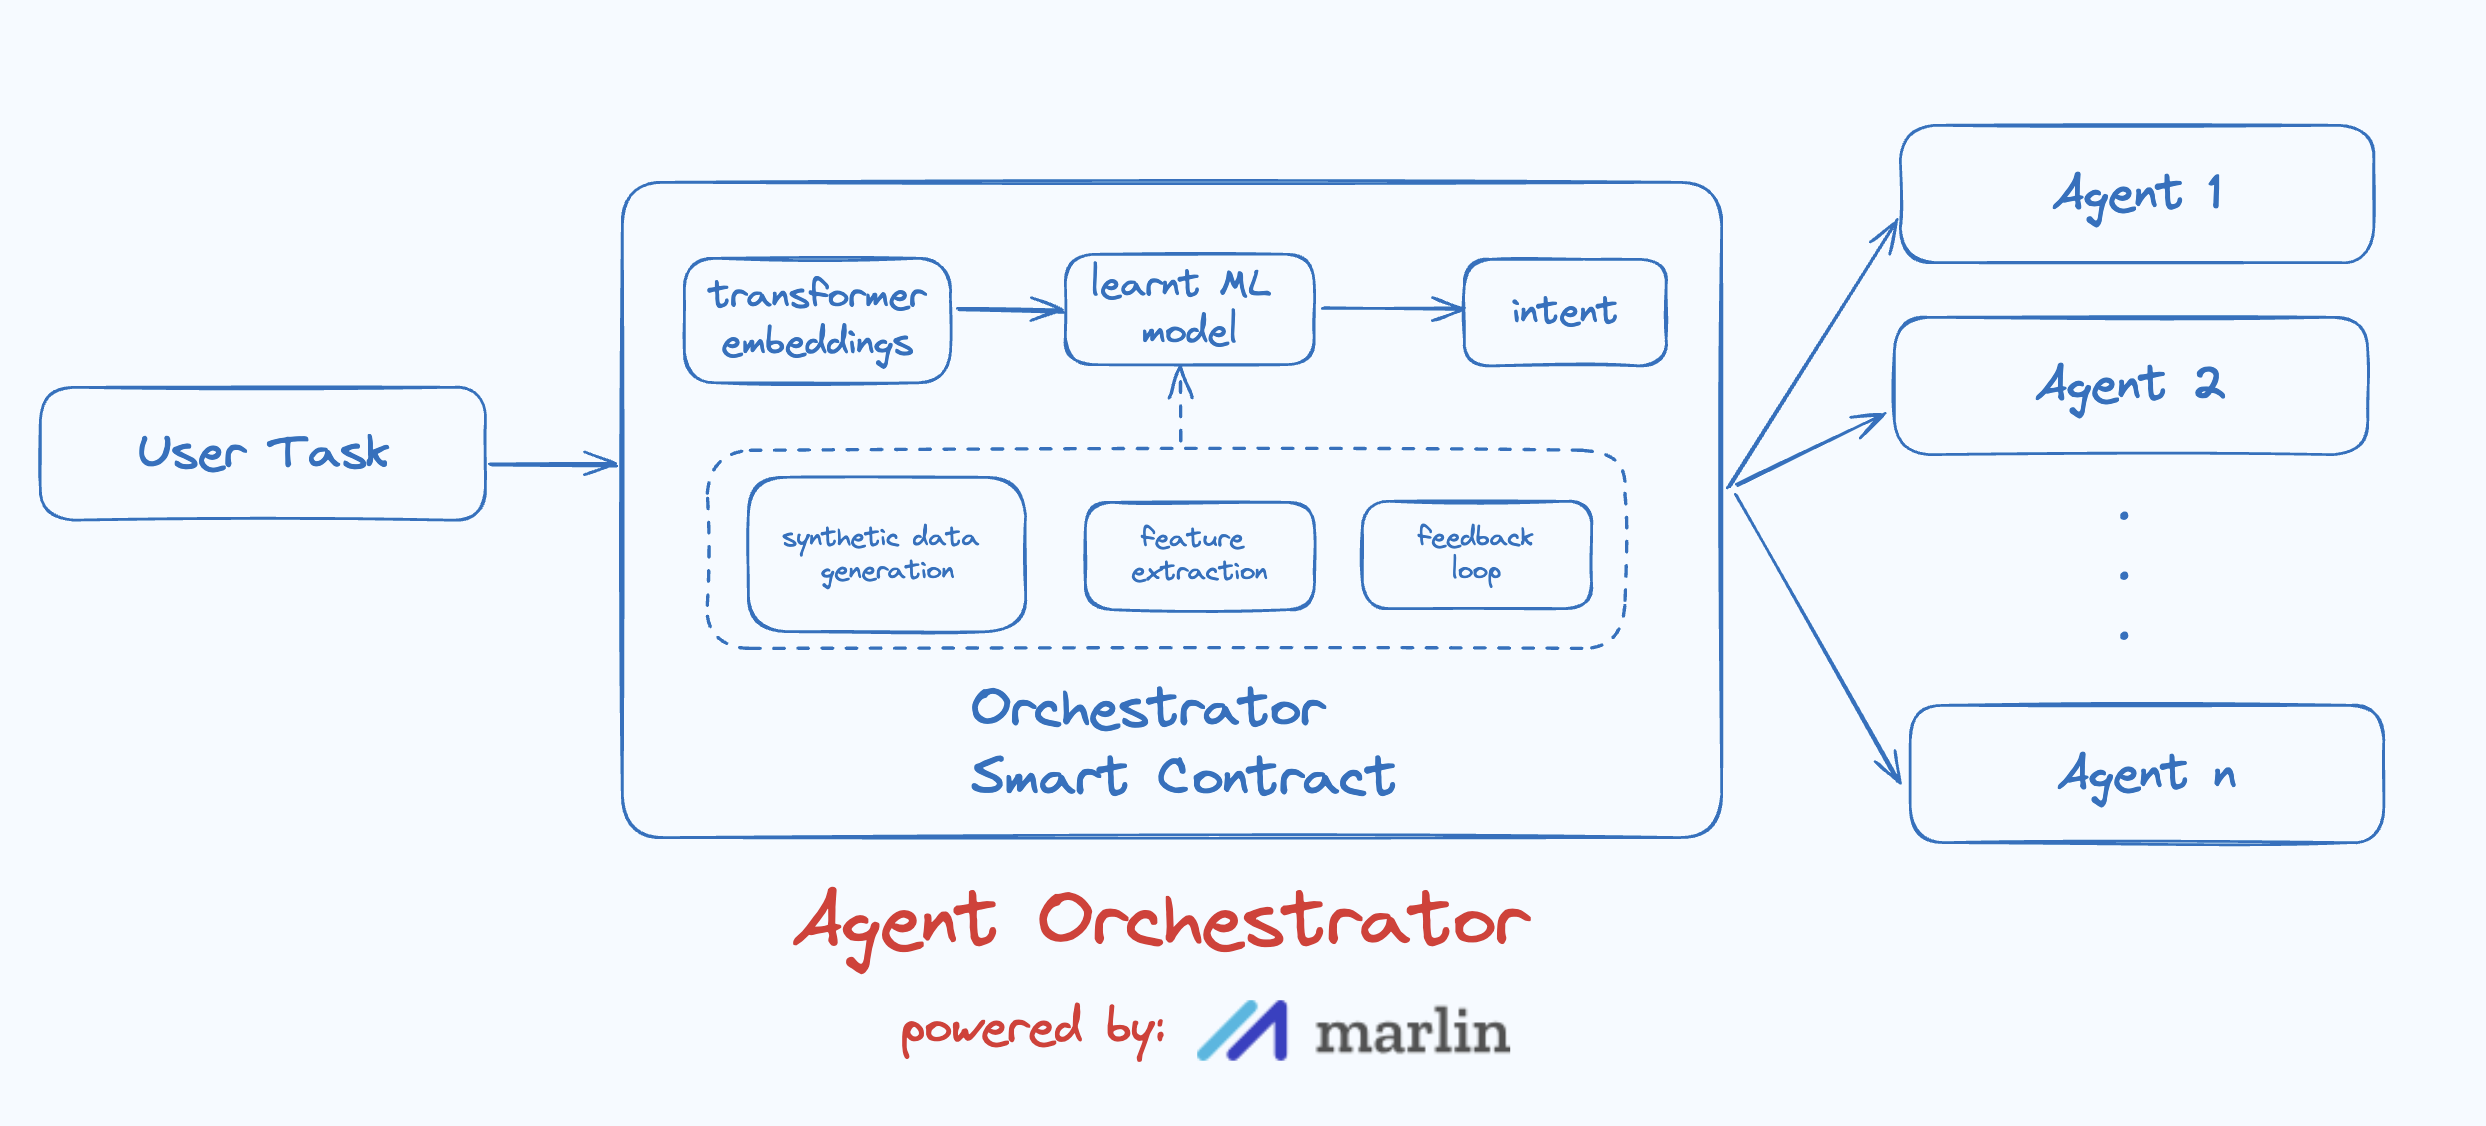 User Task
transformer
embeddings
learnt ML
model
intent
synthetic data
generation
feature
extraction
feedback
loop
Orchestrator
Smart Contract
Agent 1
Agent 2
Agent n
Agent Orchestrator
powered by: marlin